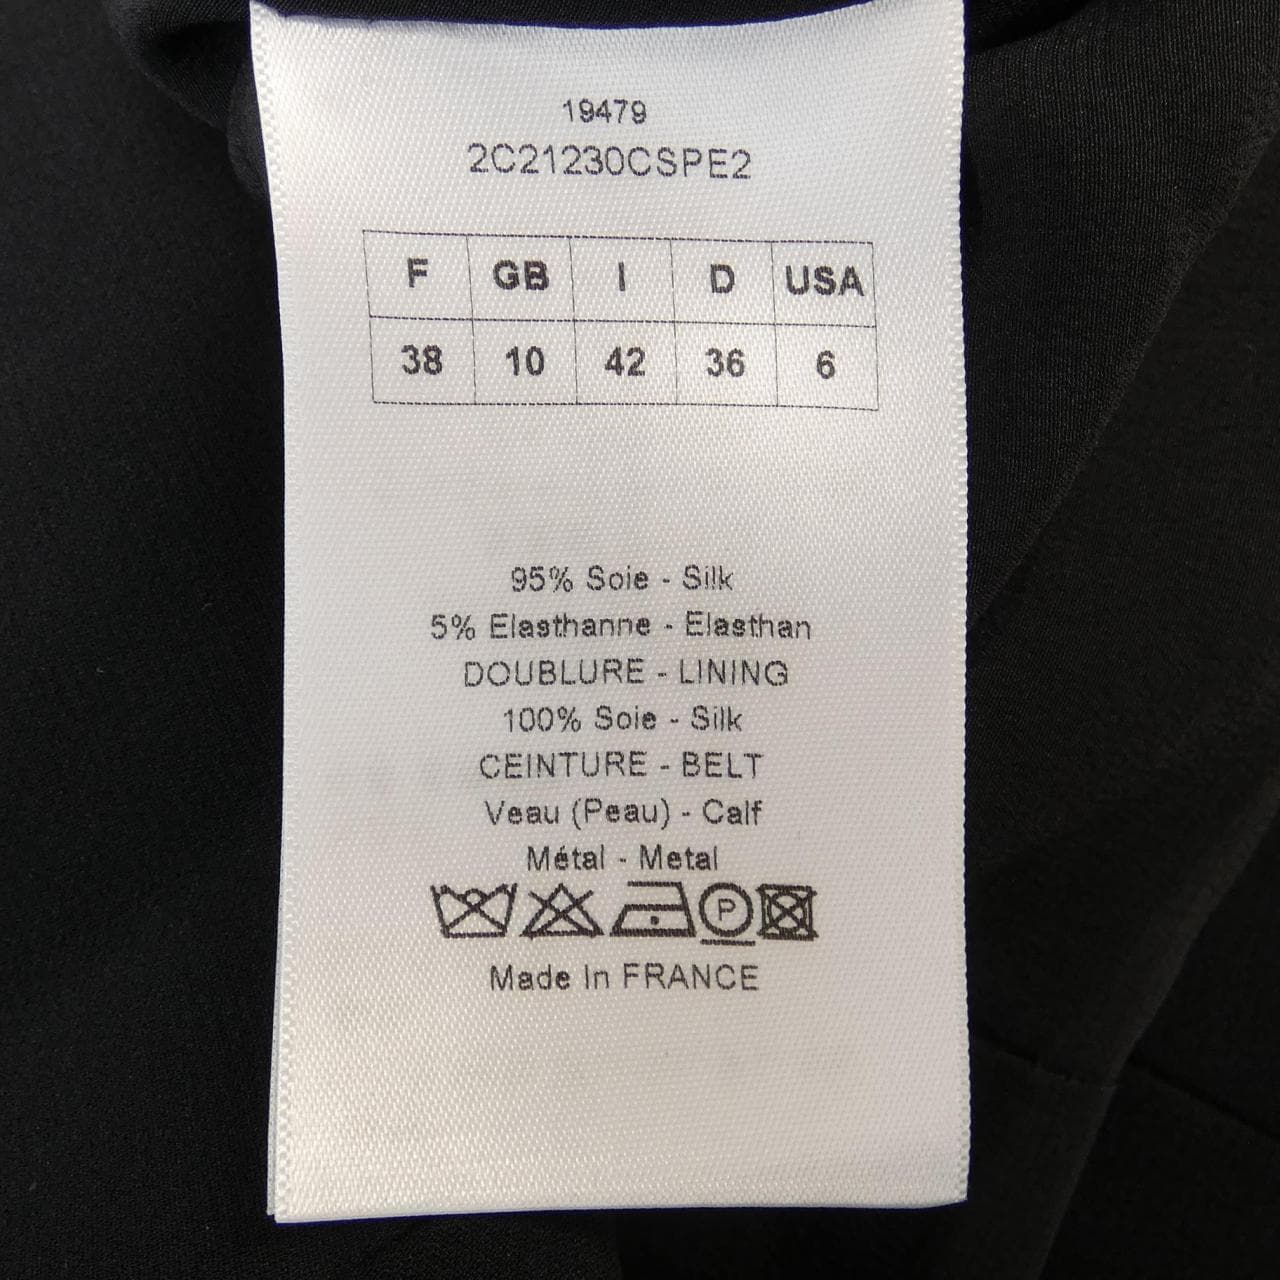 19479
2C21230CSPE2
F GB I D USA
38 10 42 36 6
95% Soie - Silk
5% Elasthanne - Elasthan
DOUBLURE - LINING
100% Soie - Silk
CEINTURE - BELT
Veau (Peau) - Calf
Métal - Metal
P
Made In FRANCE